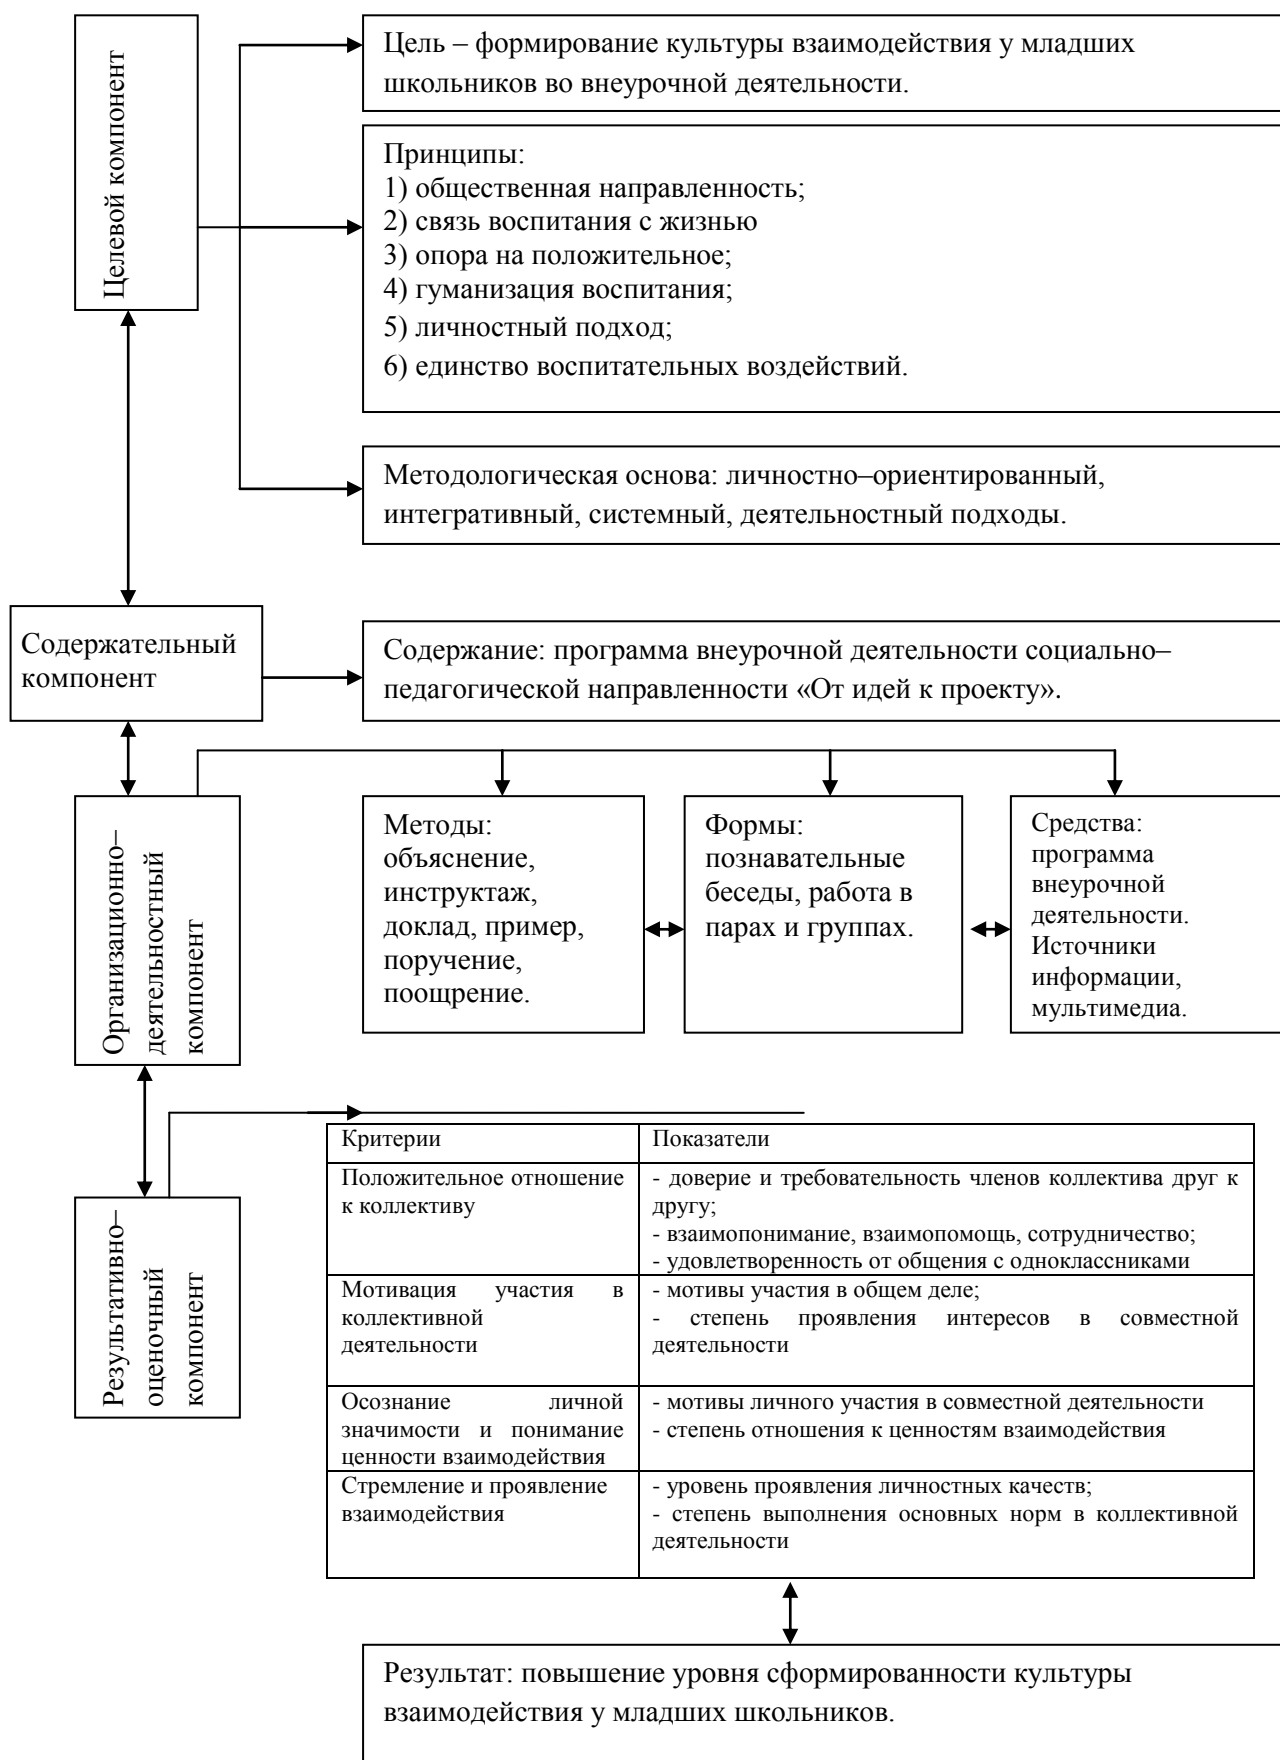 Целевой компонент
Цель – формирование культуры взаимодействия у младших
школьников во внеурочной деятельности.
Принципы:
1) общественная направленность;
2) связь воспитания с жизнью
3) опора на положительное;
4) гуманизация воспитания;
5) личностный подход;
6) единство воспитательных воздействий.
Методологическая основа: личностно–ориентированный,
интегративный, системный, деятельностный подходы.
Содержательный
компонент
Содержание: программа внеурочной деятельности социально–
педагогической направленности «От идей к проекту».
Организационно–
деятельностный
компонент
Методы:
объяснение,
инструктаж,
доклад, пример,
поручение,
поощрение.
Формы:
познавательные
беседы, работа в
парах и группах.
Средства:
программа
внеурочной
деятельности.
Источники
информации,
мультимедиа.
Результативно–
оценочный
компонент
Критерии
Показатели
Положительное отношение
к коллективу
- доверие и требовательность членов коллектива друг к
другу;
- взаимопонимание, взаимопомощь, сотрудничество;
- удовлетворенность от общения с одноклассниками
Мотивация участия в
коллективной
деятельности
- мотивы участия в общем деле;
- степень проявления интересов в совместной
деятельности
Осознание личной
значимости и понимание
ценности взаимодействия
- мотивы личного участия в совместной деятельности
- степень отношения к ценностям взаимодействия
Стремление и проявление
взаимодействия
- уровень проявления личностных качеств;
- степень выполнения основных норм в коллективной
деятельности
Результат: повышение уровня сформированности культуры
взаимодействия у младших школьников.